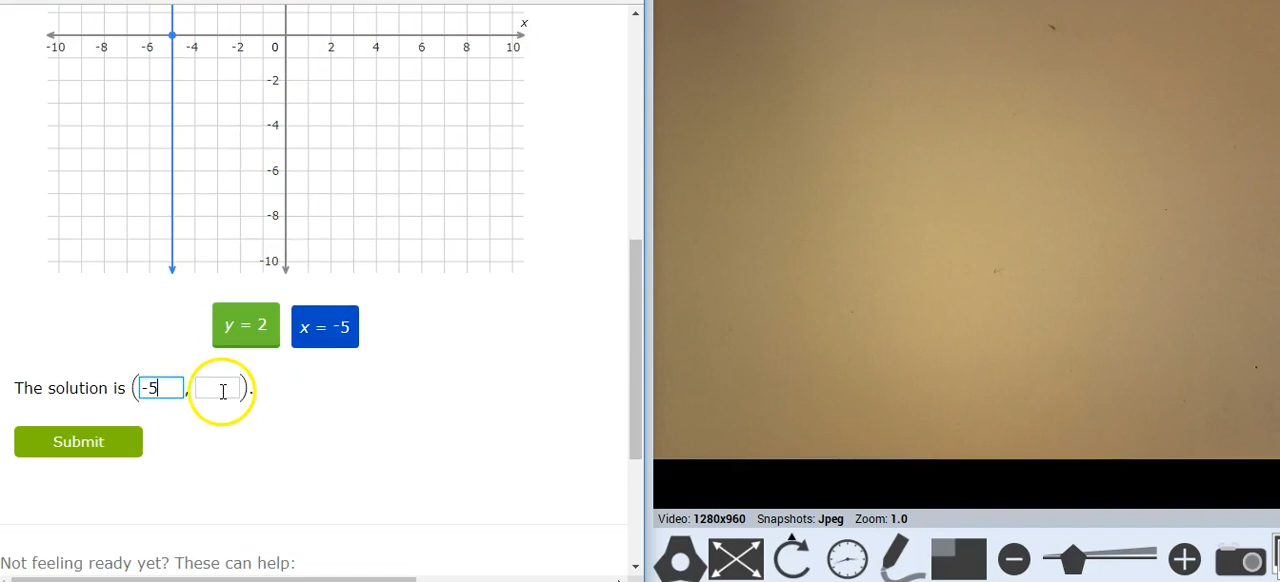 x
-10 -8 -6 -4 -2 0 2 4 6 8 10
-2
-4
-6
-8
-10
y = 2 x = -5
The solution is (-5, ).
Submit
Not feeling ready yet? These can help:
Video: 1280x960 Snapshots: Jpeg Zoom: 1.0